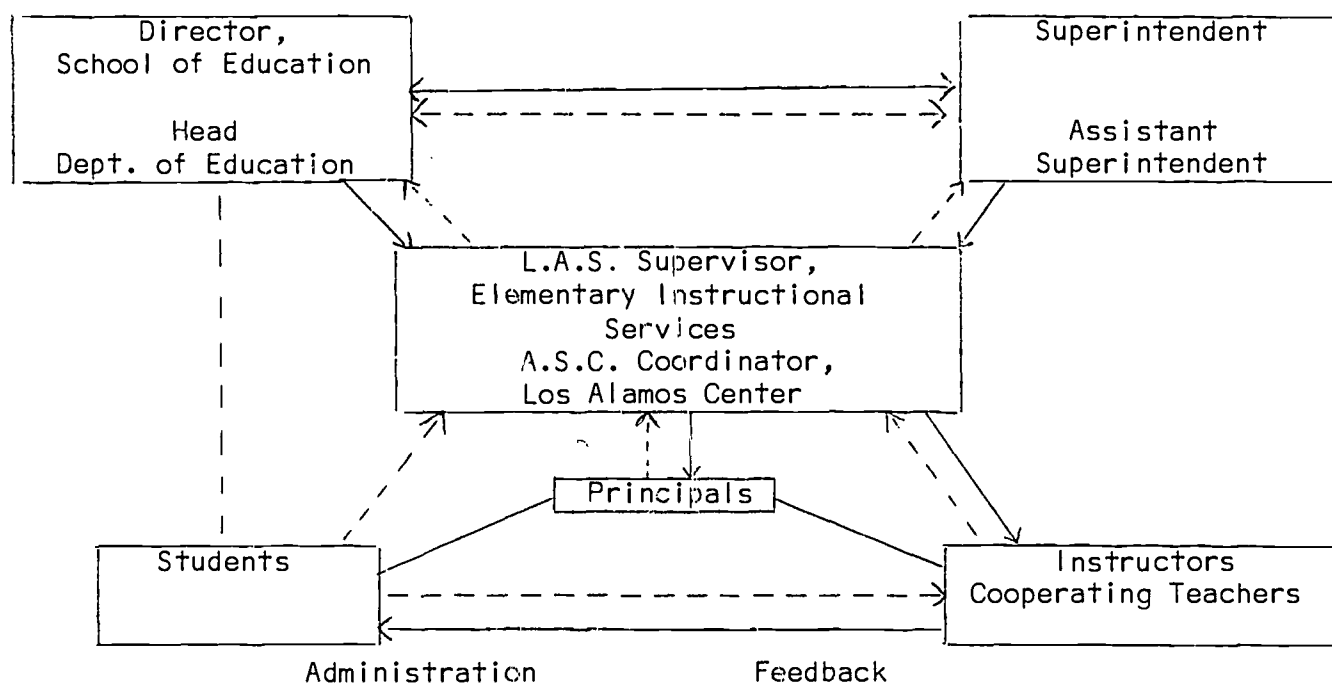 Director,
School of Education
Head
Dept. of Education
Superintendent
Assistant
Superintendent
L.A.S. Supervisor,
Elementary Instructional
Services
A.S.C. Coordinator,
Los Alamos Center
Principals
Students
Instructors
Cooperating Teachers
Administration Feedback